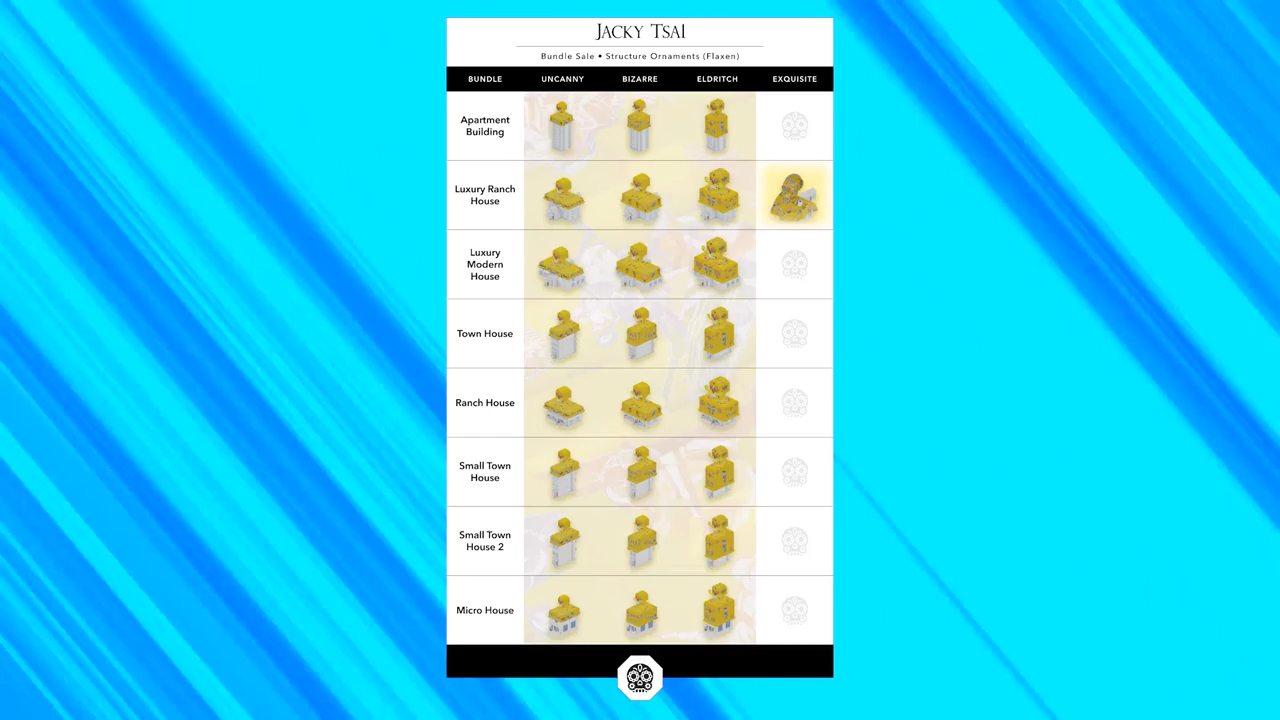 JACKY TSAI
Bundle Sale • Structure Ornaments (Flaxen)
BUNDLE UNCANNY BIZARRE ELDRITCH EXQUISITE
Apartment
Building
Luxury Ranch
House
Luxury
Modern
House
Town House
Ranch House
Small Town
House
Small Town
House 2
Micro House